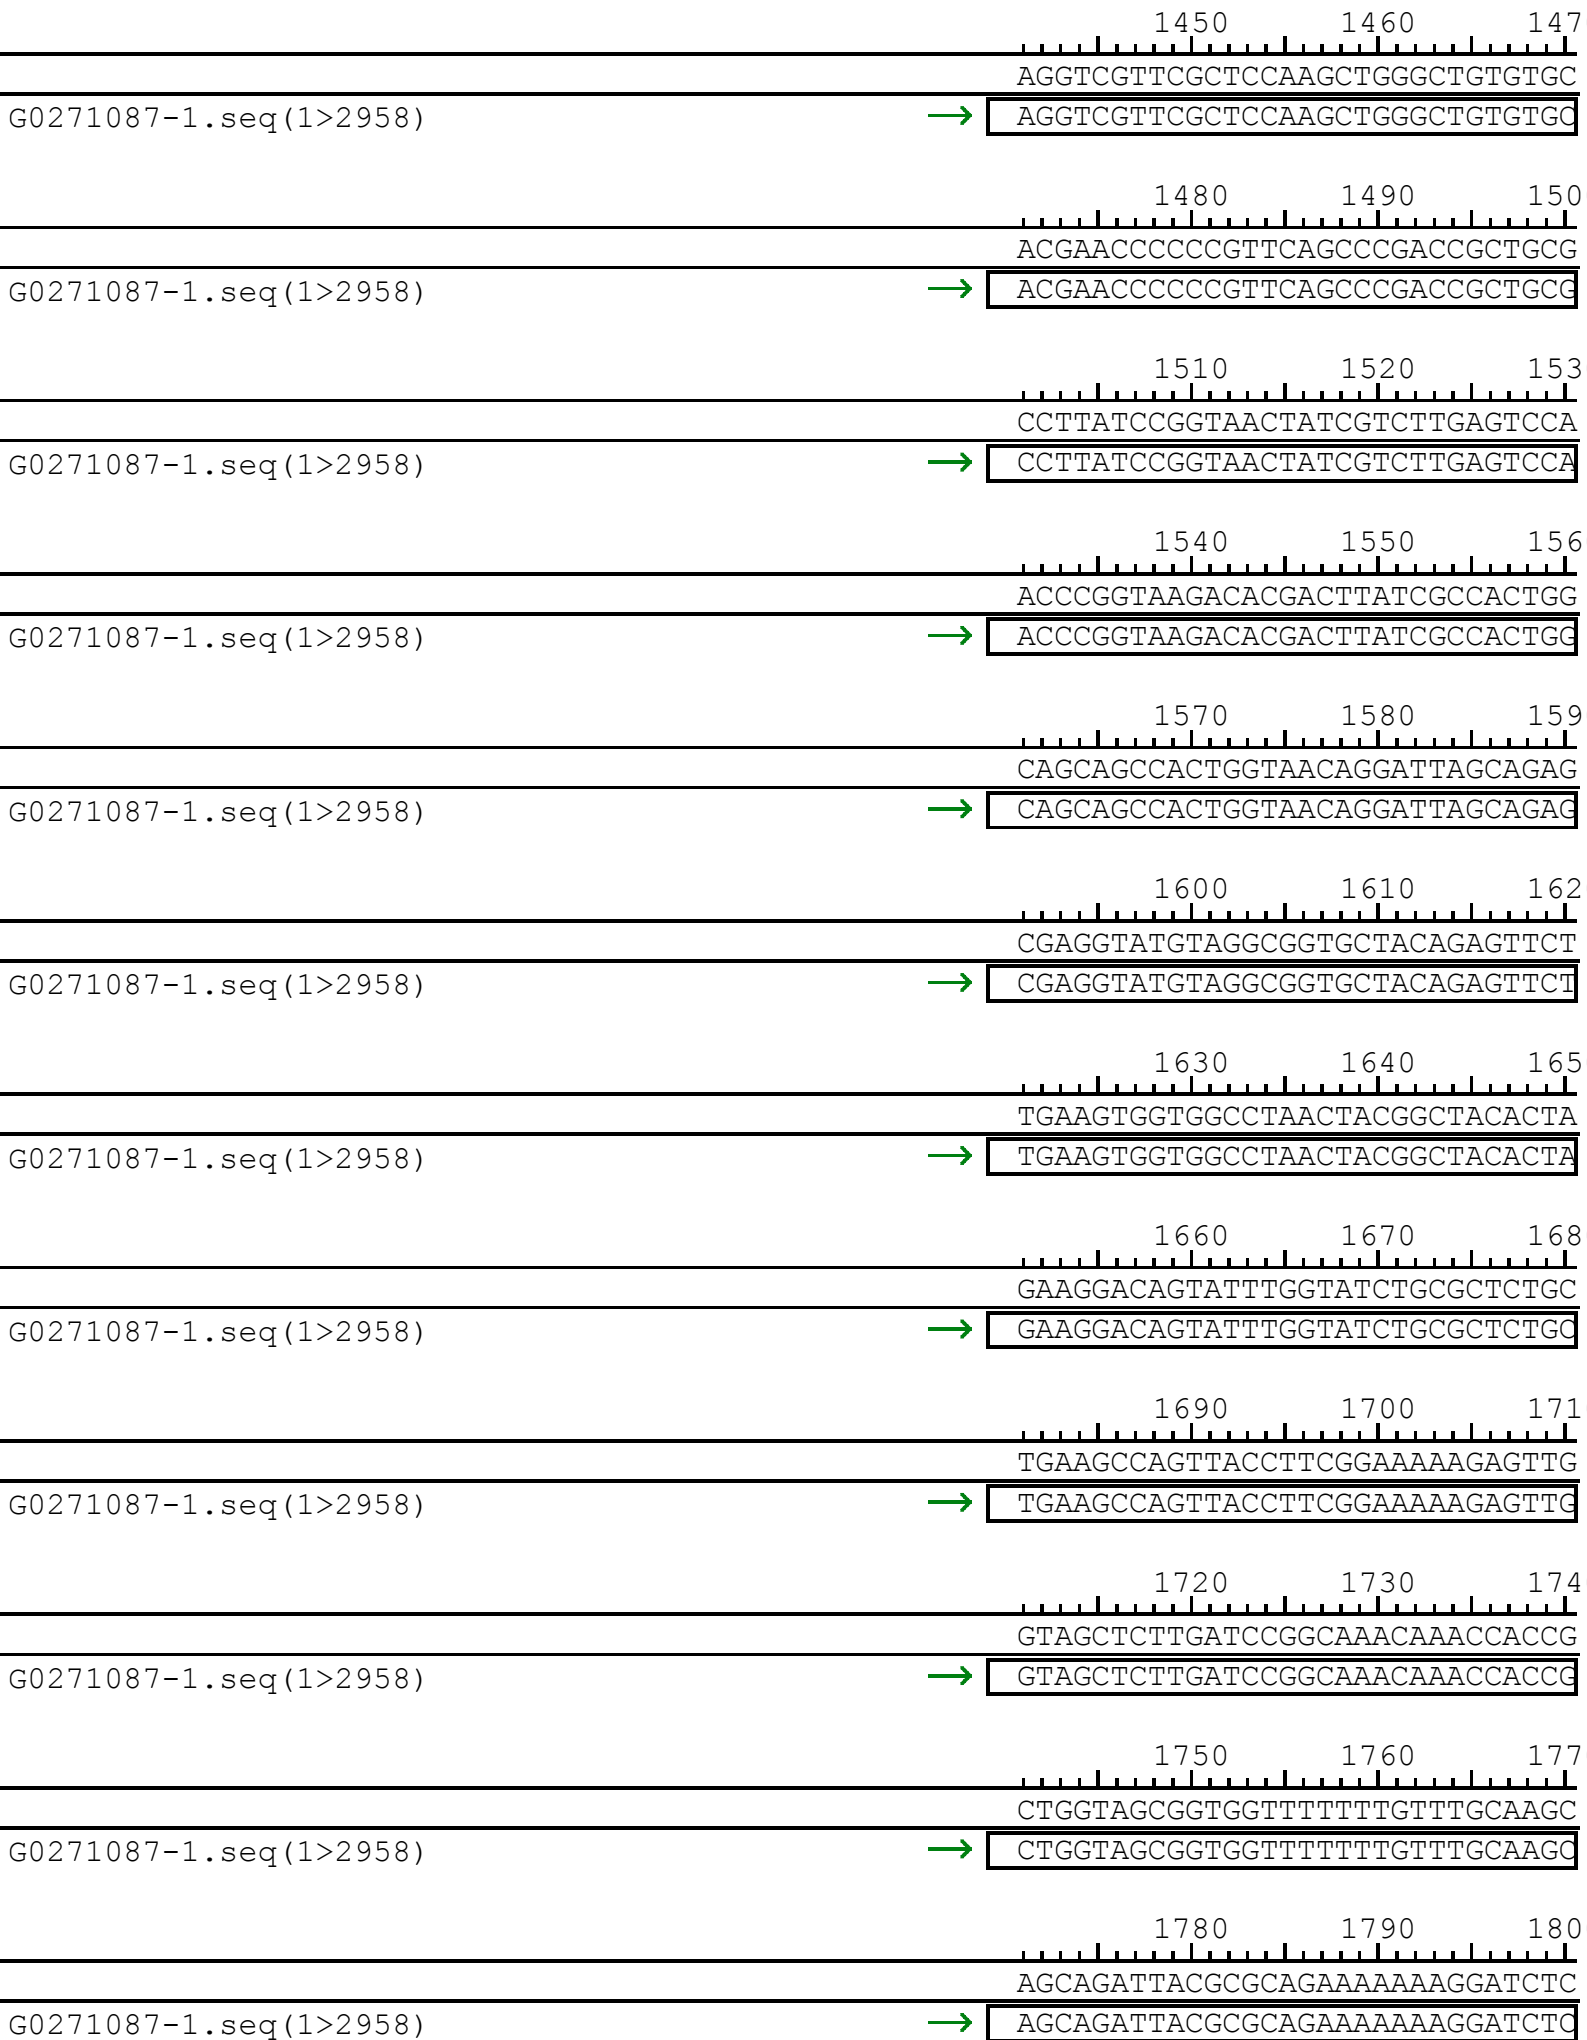 1450 1460 147
AGGTCGTTCGCTCCAAGCTGGGCTGTGTGC
G0271087-1.seq(1>2958) → AGGTCGTTCGCTCCAAGCTGGGCTGTGTGC
1480 1490 150
ACGAACCCCCCGTTCAGCCCGACCGCTGCG
G0271087-1.seq(1>2958) → ACGAACCCCCCGTTCAGCCCGACCGCTGCG
1510 1520 153
CCTTATCCGGTAACTATCGTCTTGAGTCCA
G0271087-1.seq(1>2958) → CCTTATCCGGTAACTATCGTCTTGAGTCCA
1540 1550 156
ACCCGGTAAGACACGACTTATCGCCACTGG
G0271087-1.seq(1>2958) → ACCCGGTAAGACACGACTTATCGCCACTGG
1570 1580 159
CAGCAGCCACTGGTAACAGGATTAGCAGAG
G0271087-1.seq(1>2958) → CAGCAGCCACTGGTAACAGGATTAGCAGAG
1600 1610 162
CGAGGTATGTAGGCGGTGCTACAGAGTTCT
G0271087-1.seq(1>2958) → CGAGGTATGTAGGCGGTGCTACAGAGTTCT
1630 1640 165
TGAAGTGGTGGCCTAACTACGGCTACACTA
G0271087-1.seq(1>2958) → TGAAGTGGTGGCCTAACTACGGCTACACTA
1660 1670 168
GAAGGACAGTATTTGGTATCTGCGCTCTGC
G0271087-1.seq(1>2958) → GAAGGACAGTATTTGGTATCTGCGCTCTGC
1690 1700 171
TGAAGCCAGTTACCTTCGGAAAAAGAGTTG
G0271087-1.seq(1>2958) → TGAAGCCAGTTACCTTCGGAAAAAGAGTTG
1720 1730 174
GTAGCTCTTGATCCGGCAAACAAACCACCG
G0271087-1.seq(1>2958) → GTAGCTCTTGATCCGGCAAACAAACCACCG
1750 1760 177
CTGGTAGCGGTGGTTTTTTTGTTTGCAAGC
G0271087-1.seq(1>2958) → CTGGTAGCGGTGGTTTTTTTGTTTGCAAGC
1780 1790 180
AGCAGATTACGCGCAGAAAAAAAGGATCTC
G0271087-1.seq(1>2958) → AGCAGATTACGCGCAGAAAAAAAGGATCTC